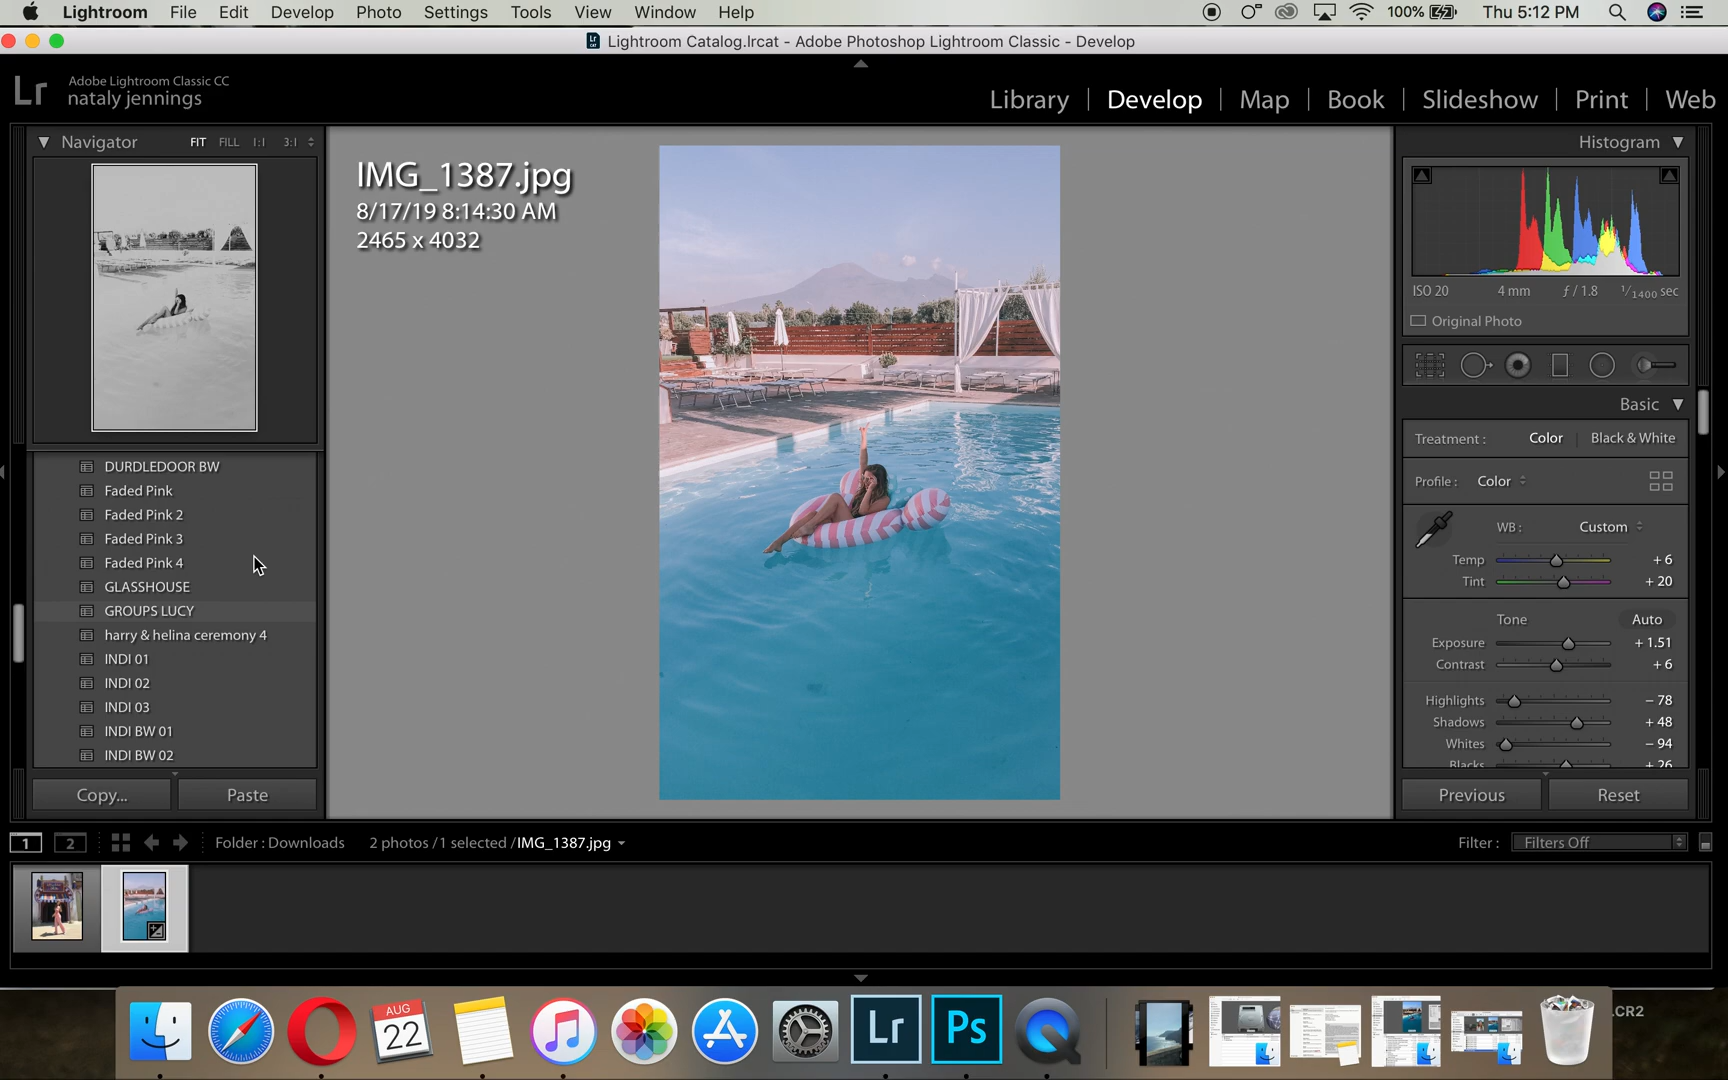 Lightroom File Edit Develop Photo Settings Tools View Window Help 100% Thu 5:12 PM
Lr Lightroom Catalog.lrcat - Adobe Photoshop Lightroom Classic - Develop
Lr Adobe Lightroom Classic CC
nataly jennings
Library | Develop | Map | Book | Slideshow | Print | Web
Navigator FIT FILL 1:1 3:1
DURDLEDOOR BW
Faded Pink
Faded Pink 2
Faded Pink 3
Faded Pink 4
GLASSHOUSE
GROUPS LUCY
harry & helina ceremony 4
INDI 01
INDI 02
INDI 03
INDI BW 01
INDI BW 02
Copy... Paste
IMG_1387.jpg
8/17/19 8:14:30 AM
2465 x 4032
Histogram
ISO 20 4 mm ƒ / 1.8 1/1400 sec
Original Photo
Basic
Treatment : Color Black & White
Profile : Color
WB : Custom
Temp + 6
Tint + 20
Tone Auto
Exposure + 1.51
Contrast + 6
Highlights − 78
Shadows + 48
Whites − 94
Blacks + 26
Previous Reset
1 2 Folder : Downloads 2 photos / 1 selected / IMG_1387.jpg Filter : Filters Off
AUG
22
Lr Ps
.CR2